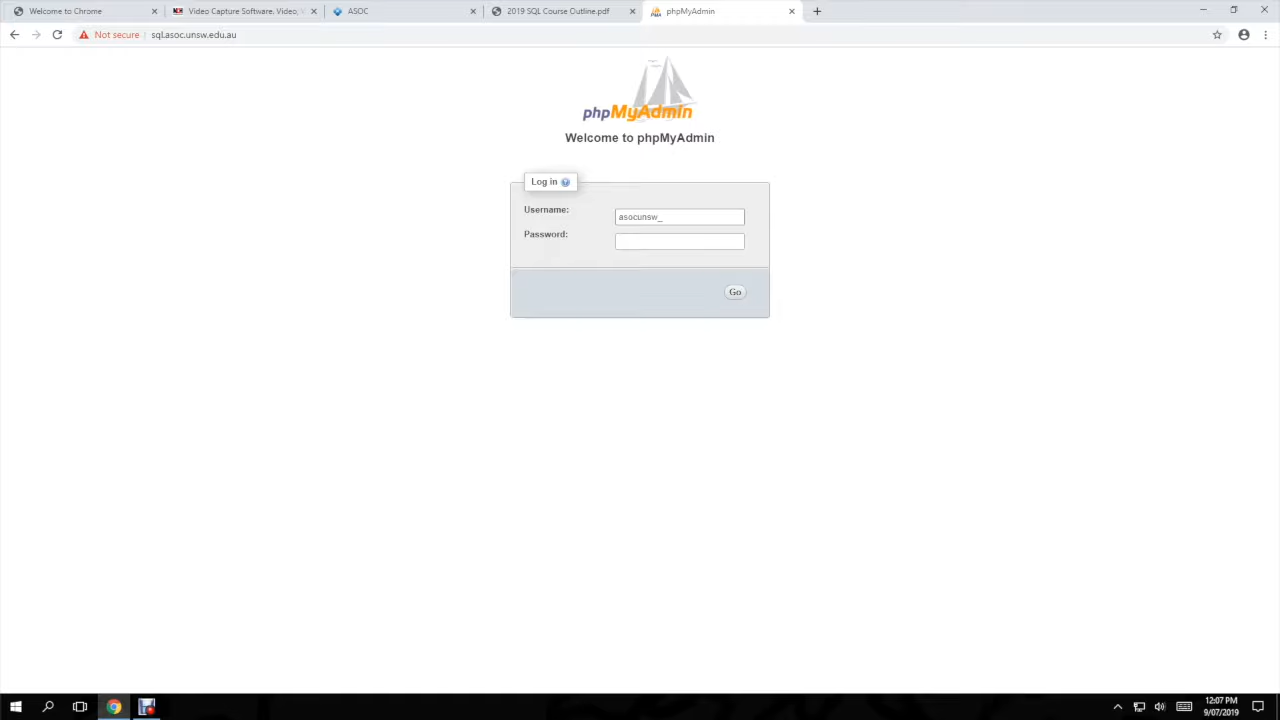 Welcome to Chrome
Video Capture Software, Video, V
ASOC
2019 SQL Course Outline.pdf
phpMyAdmin
Not secure
sql.asoc.unsw.edu.au
phpMyAdmin
Welcome to phpMyAdmin
Log in
Username:
asocunsw_
Password:
Go
12:07 PM
9/07/2019